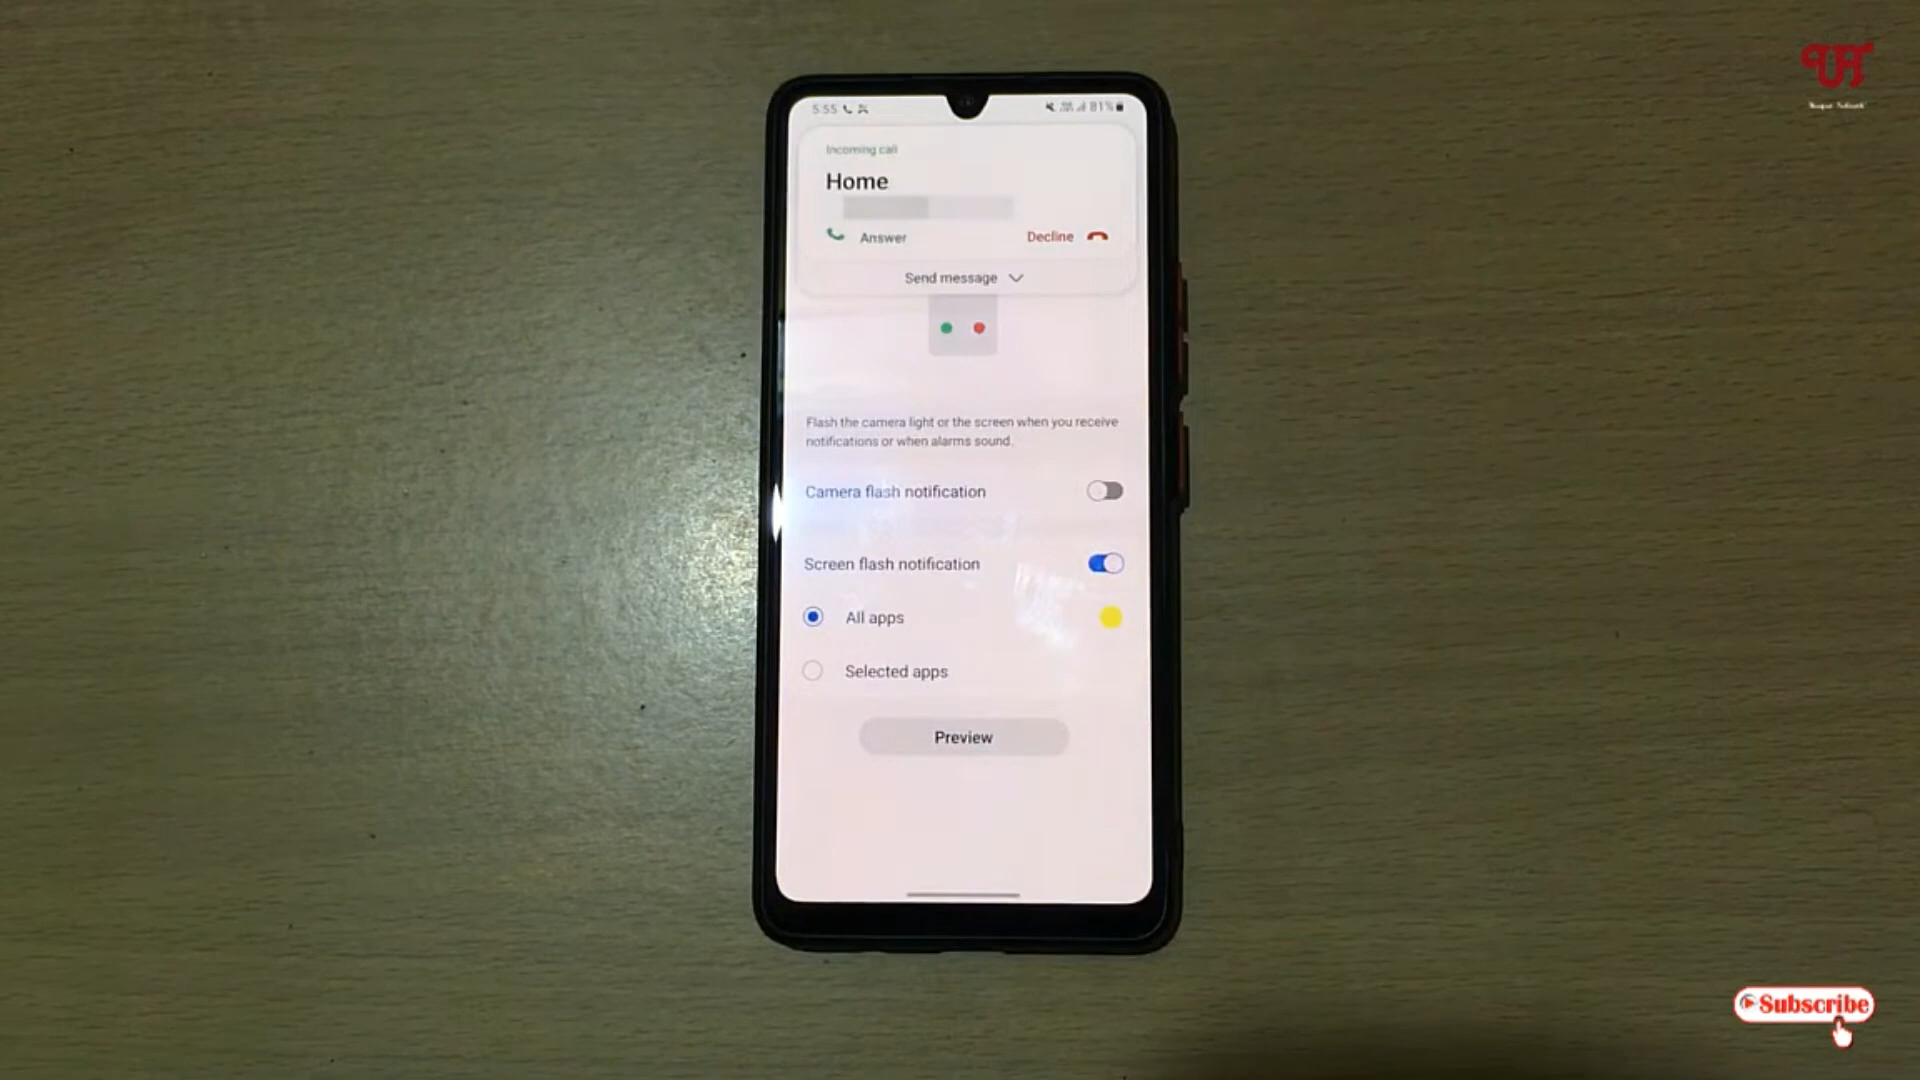 5:55
81%
Incoming call
Home
Answer
Decline
Send message
Flash the camera light or the screen when you receive
notifications or when alarms sound.
Camera flash notification
Screen flash notification
All apps
Selected apps
Preview
Subscribe